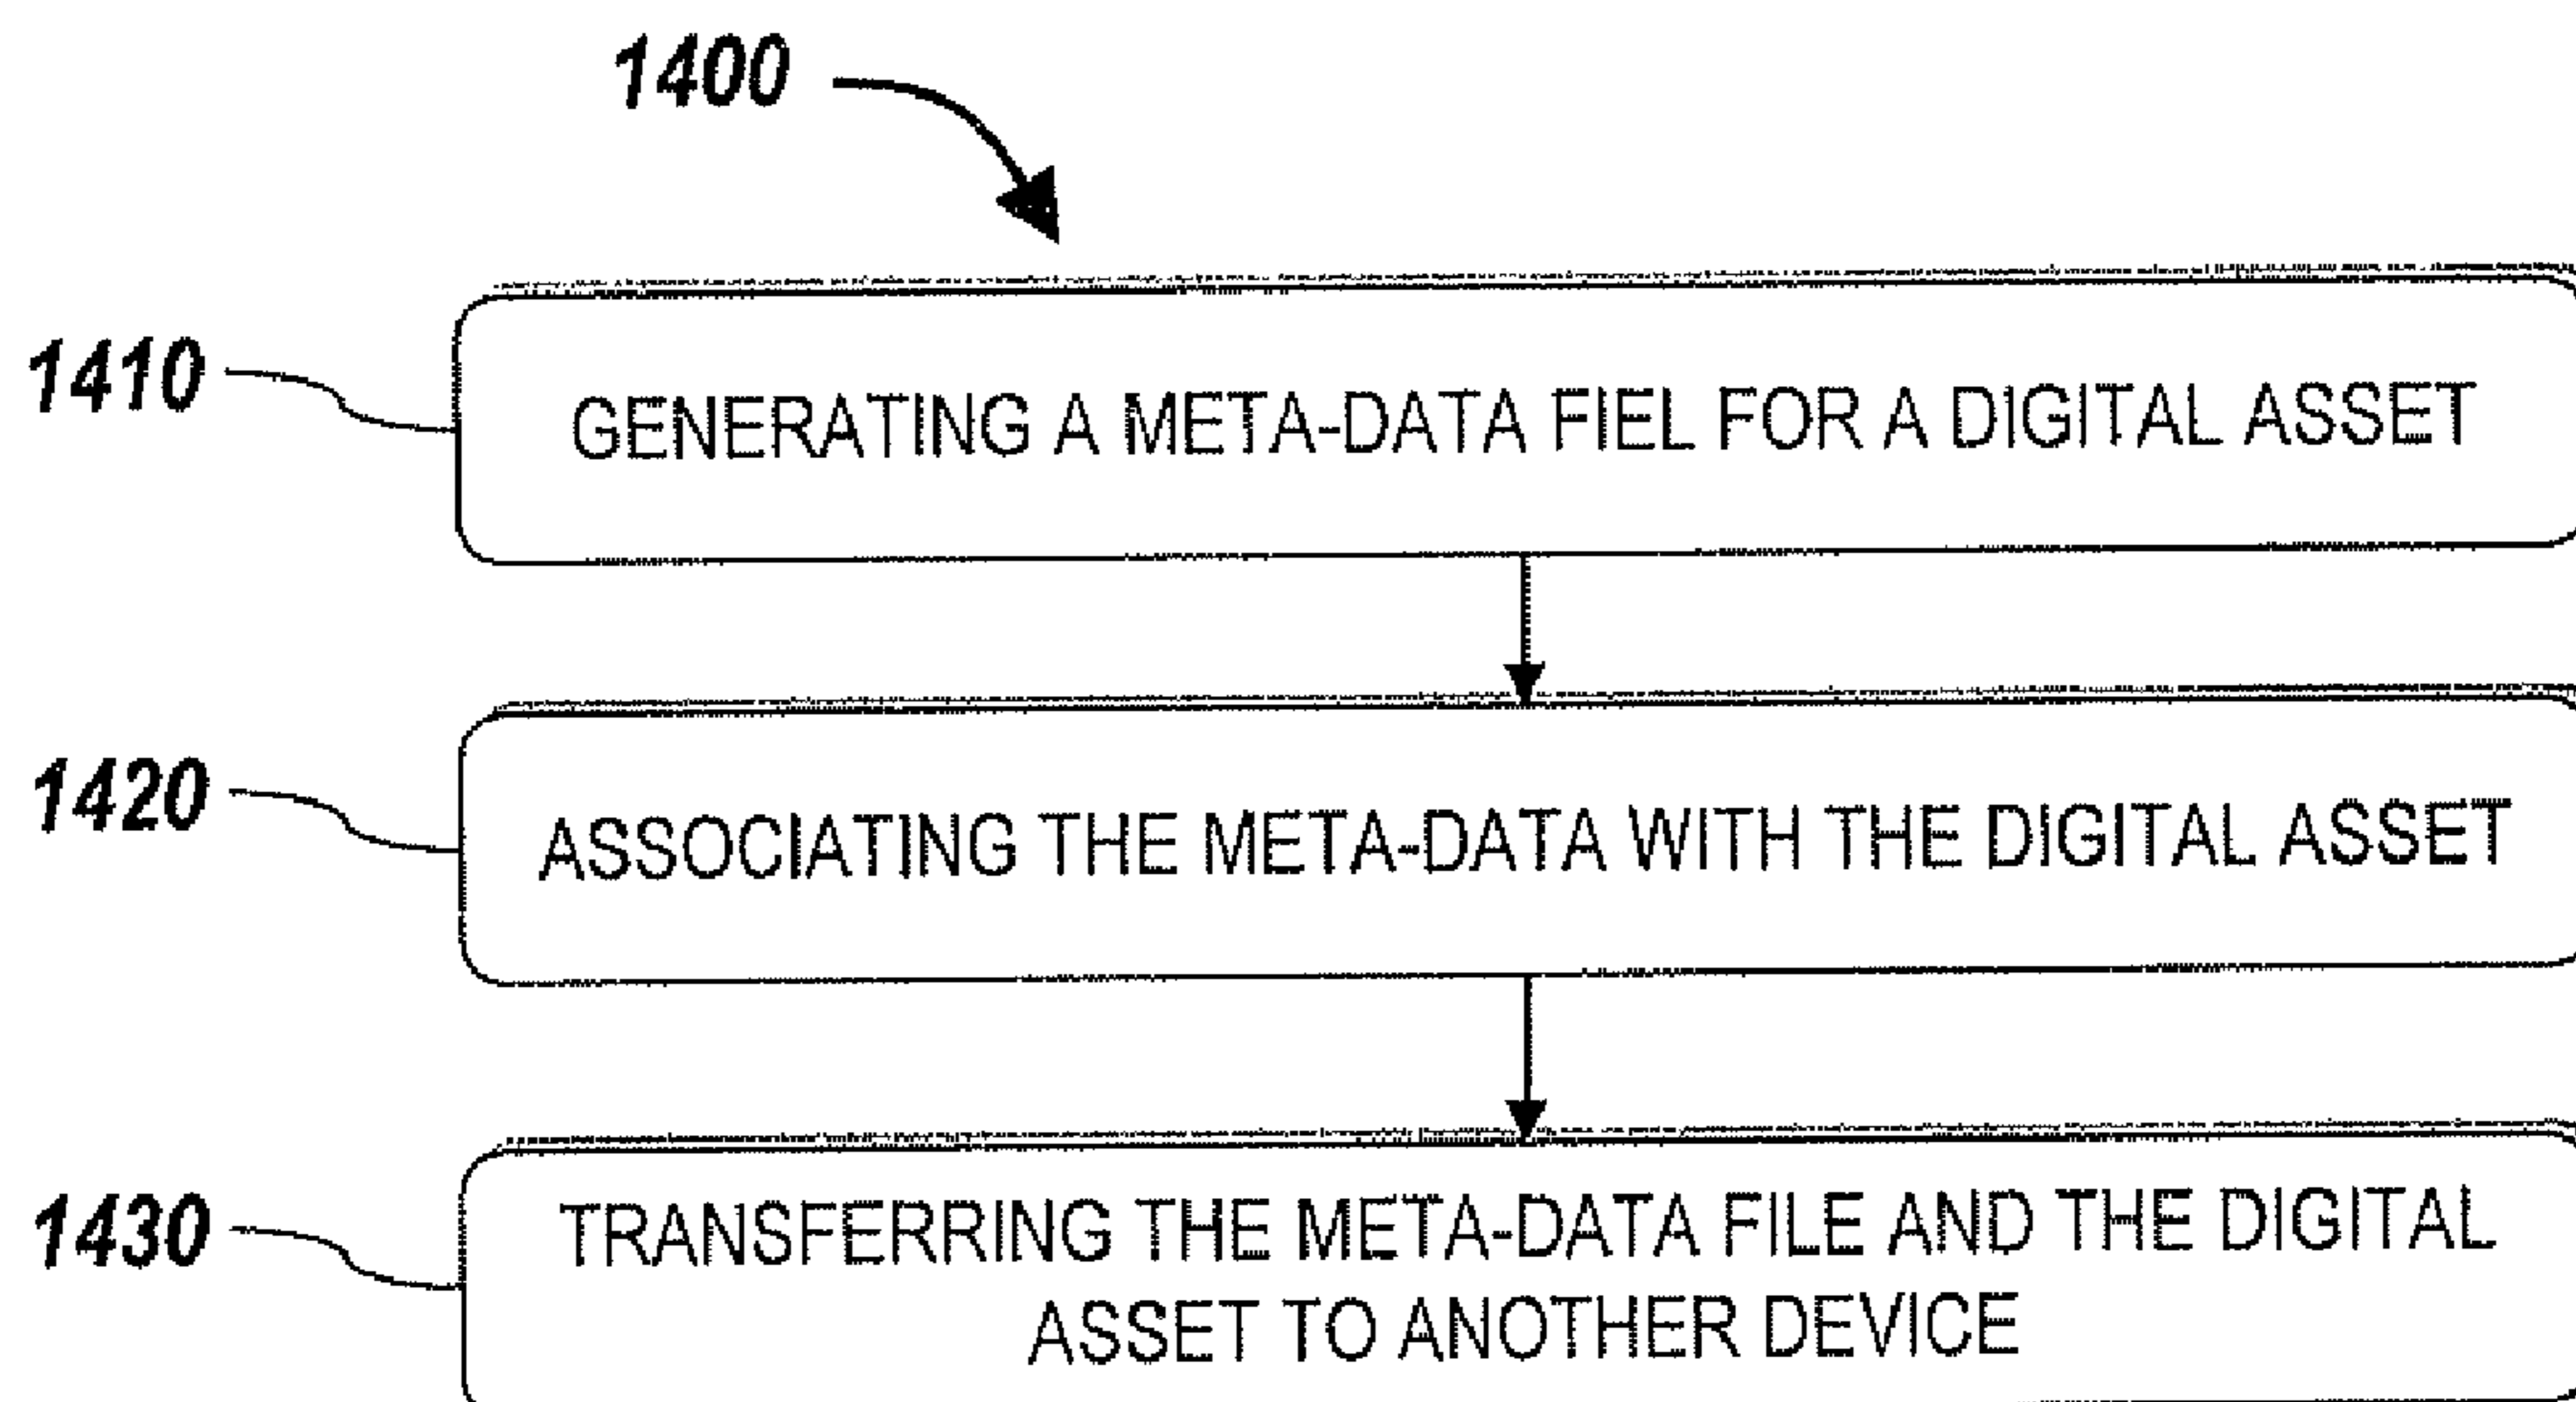 1400
1410
GENERATING A META-DATA FIEL FOR A DIGITAL ASSET
1420
ASSOCIATING THE META-DATA WITH THE DIGITAL ASSET
1430
TRANSFERRING THE META-DATA FILE AND THE DIGITAL
ASSET TO ANOTHER DEVICE